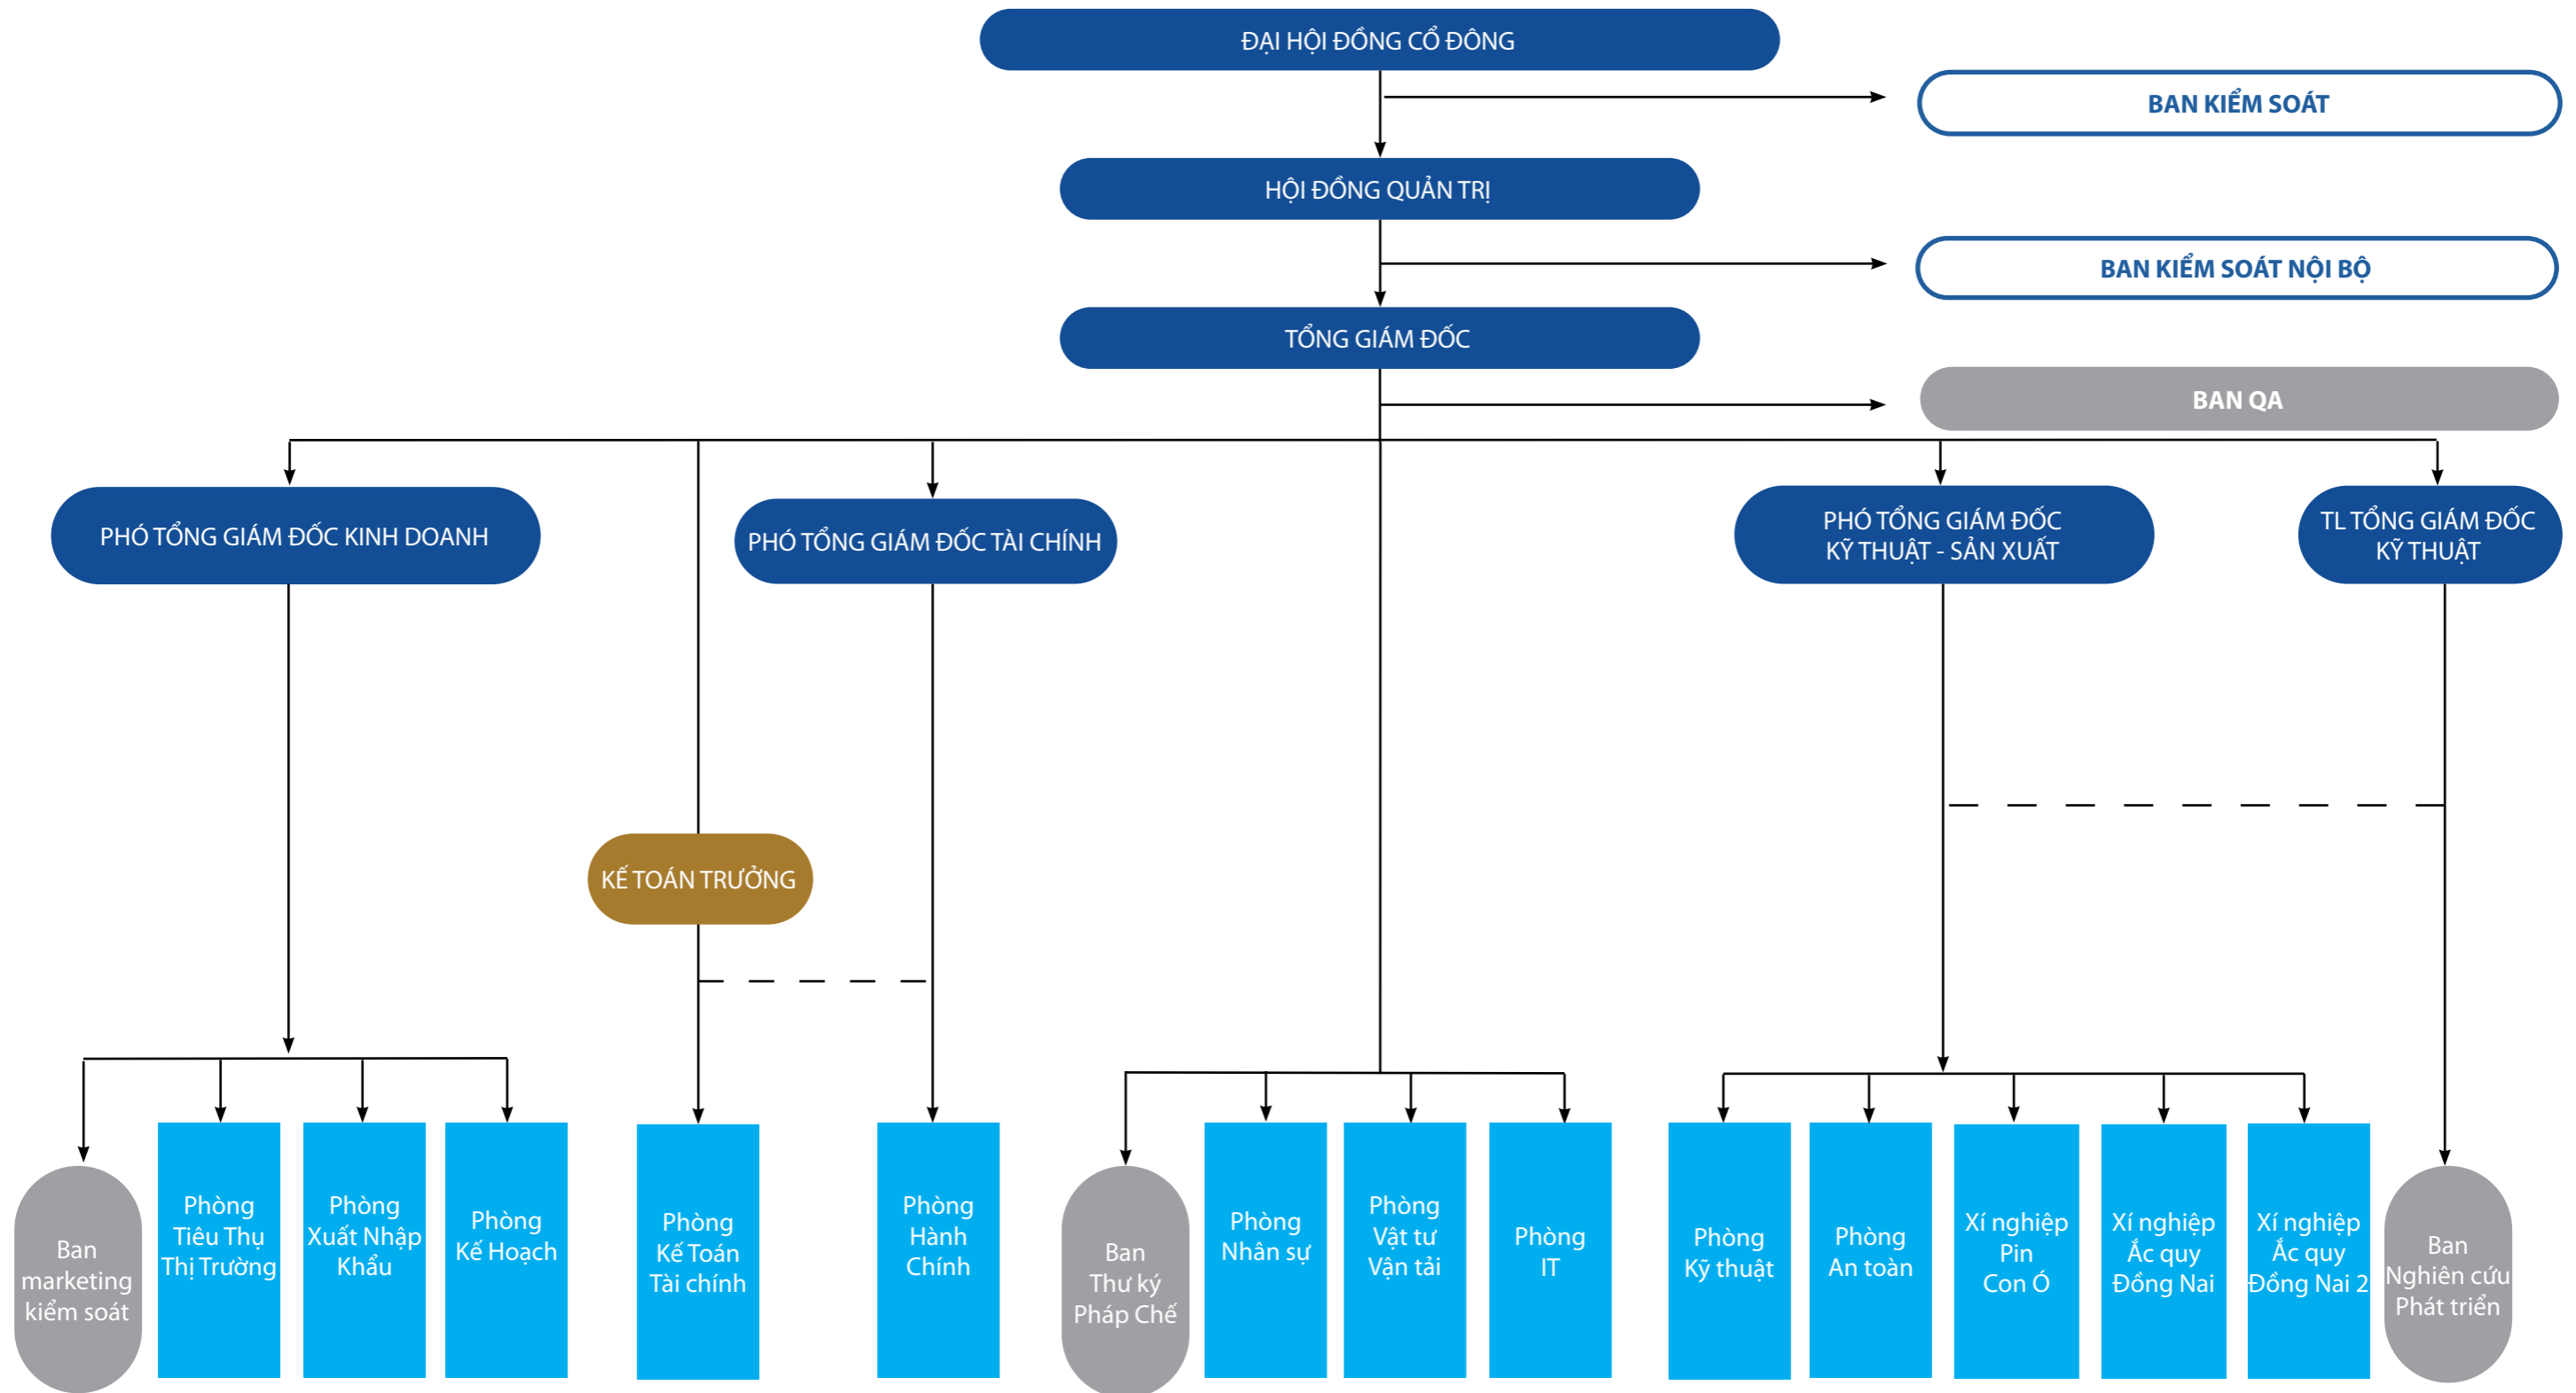 ĐẠI HỘI ĐỒNG CỔ ĐÔNG
BAN KIỂM SOÁT
HỘI ĐỒNG QUẢN TRỊ
BAN KIỂM SOÁT NỘI BỘ
TỔNG GIÁM ĐỐC
BAN QA
PHÓ TỔNG GIÁM ĐỐC KINH DOANH
PHÓ TỔNG GIÁM ĐỐC TÀI CHÍNH
PHÓ TỔNG GIÁM ĐỐC
KỸ THUẬT - SẢN XUẤT
TL TỔNG GIÁM ĐỐC
KỸ THUẬT
KẾ TOÁN TRƯỞNG
Ban
marketing
kiểm soát
Phòng
Tiêu Thụ
Thị Trường
Phòng
Xuất Nhập
Khẩu
Phòng
Kế Hoạch
Phòng
Kế Toán
Tài chính
Phòng
Hành
Chính
Ban
Thư ký
Pháp Chế
Phòng
Nhân sự
Phòng
Vật tư
Vận tải
Phòng
IT
Phòng
Kỹ thuật
Phòng
An toàn
Xí nghiệp
Pin
Con Ó
Xí nghiệp
Ắc quy
Đồng Nai
Xí nghiệp
Ắc quy
Đồng Nai 2
Ban
Nghiên cứu
Phát triển